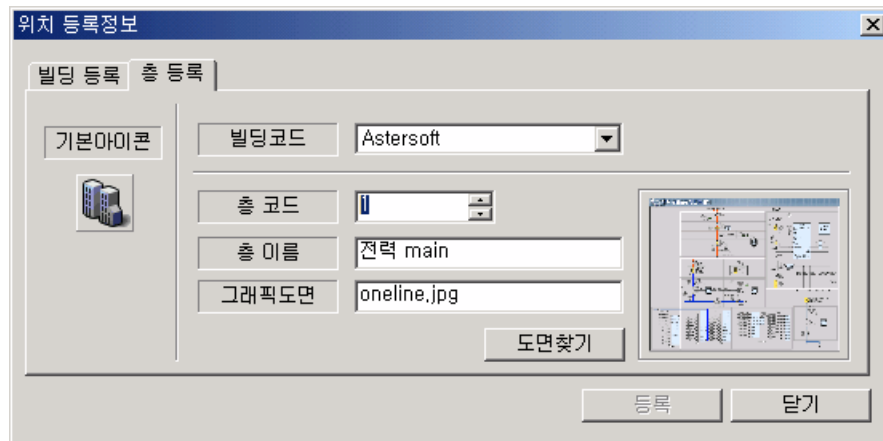 위치 등록정보
빌딩 등록 층 등록
기본아이콘
빌딩코드 Astersoft
층 코드 1
층 이름 전력 main
그래픽도면 oneline.jpg
도면찾기
등록 닫기